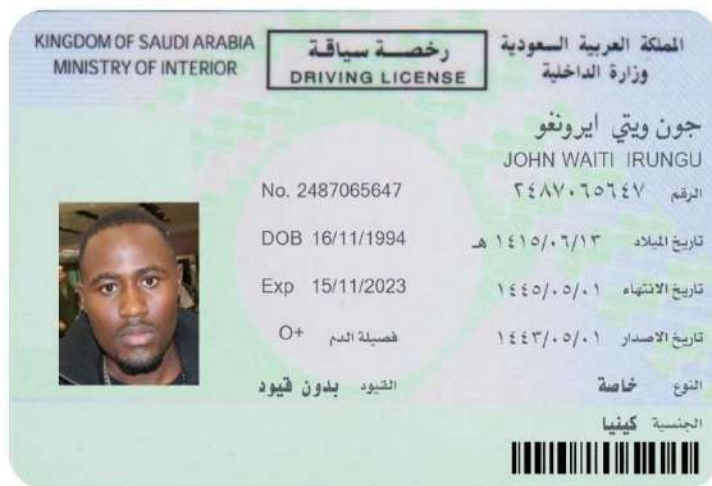 KINGDOM OF SAUDI ARABIA
MINISTRY OF INTERIOR
رخصـــة سياقـة
DRIVING LICENSE
المملكة العربية السعودية
وزارة الداخلية
جون ويتي ايرونغو
JOHN WAITI IRUNGU
No. 2487065647 الرقم ٢٤٨٧٠٦٥٦٤٧
DOB 16/11/1994 تاريخ الميلاد ١٤١٥/٠٦/١٣ هـ
Exp 15/11/2023 تاريخ الانتهاء ١٤٤٥/٠٥/٠١
O+ فصيلة الدم تاريخ الاصدار ١٤٤٣/٠٥/٠١
القيود بدون قيود النوع خاصة
الجنسية كينيا